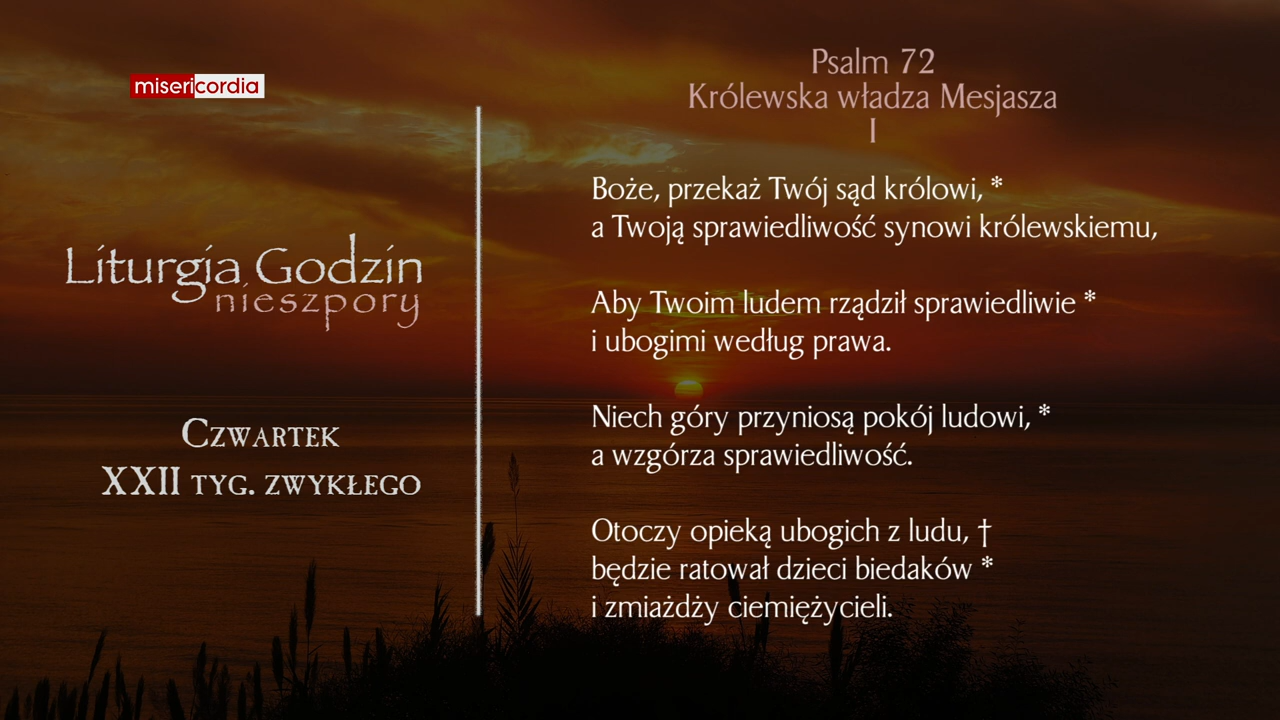 misericordia
Liturgia Godzin
nieszpory
Czwartek
XXII tyg. zwykłego
Psalm 72
Królewska władza Mesjasza
I
Boże, przekaż Twój sąd królowi, *
a Twoją sprawiedliwość synowi królewskiemu,
Aby Twoim ludem rządził sprawiedliwie *
i ubogimi według prawa.
Niech góry przyniosą pokój ludowi, *
a wzgórza sprawiedliwość.
Otoczy opieką ubogich z ludu, †
będzie ratował dzieci biedaków *
i zmiażdży ciemiężycieli.